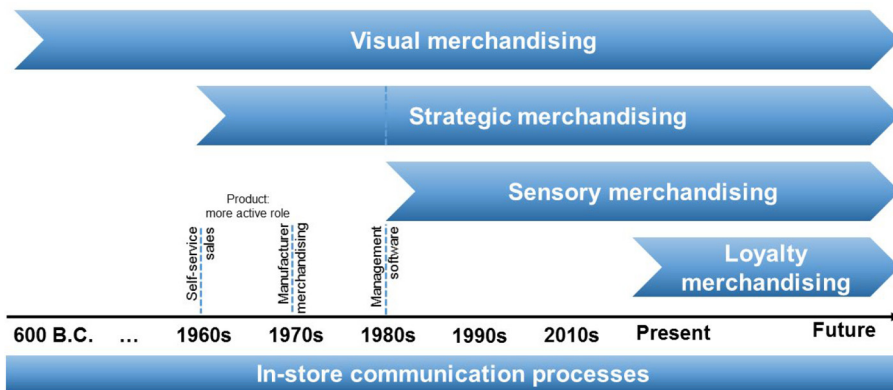 Visual merchandising
Strategic merchandising
Sensory merchandising
Product:
more active role
Self-service
sales
Manufacturer
merchandising
Management
software
Loyalty
merchandising
600 B.C. ... 1960s 1970s 1980s 1990s 2010s Present Future
In-store communication processes